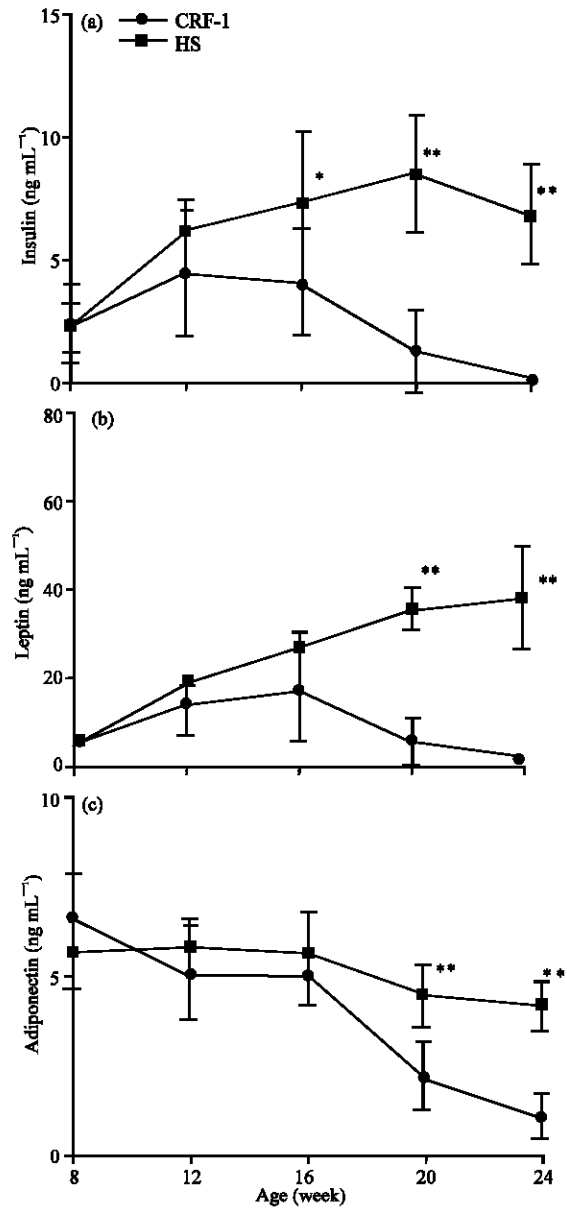 (a)
CRF-1
HS
15
10
5
0
Insulin (ng mL⁻¹)
*
**
**
(b)
80
60
40
20
0
Leptin (ng mL⁻¹)
**
**
(c)
10
5
0
Adiponectin (ng mL⁻¹)
**
**
8 12 16 20 24
Age (week)